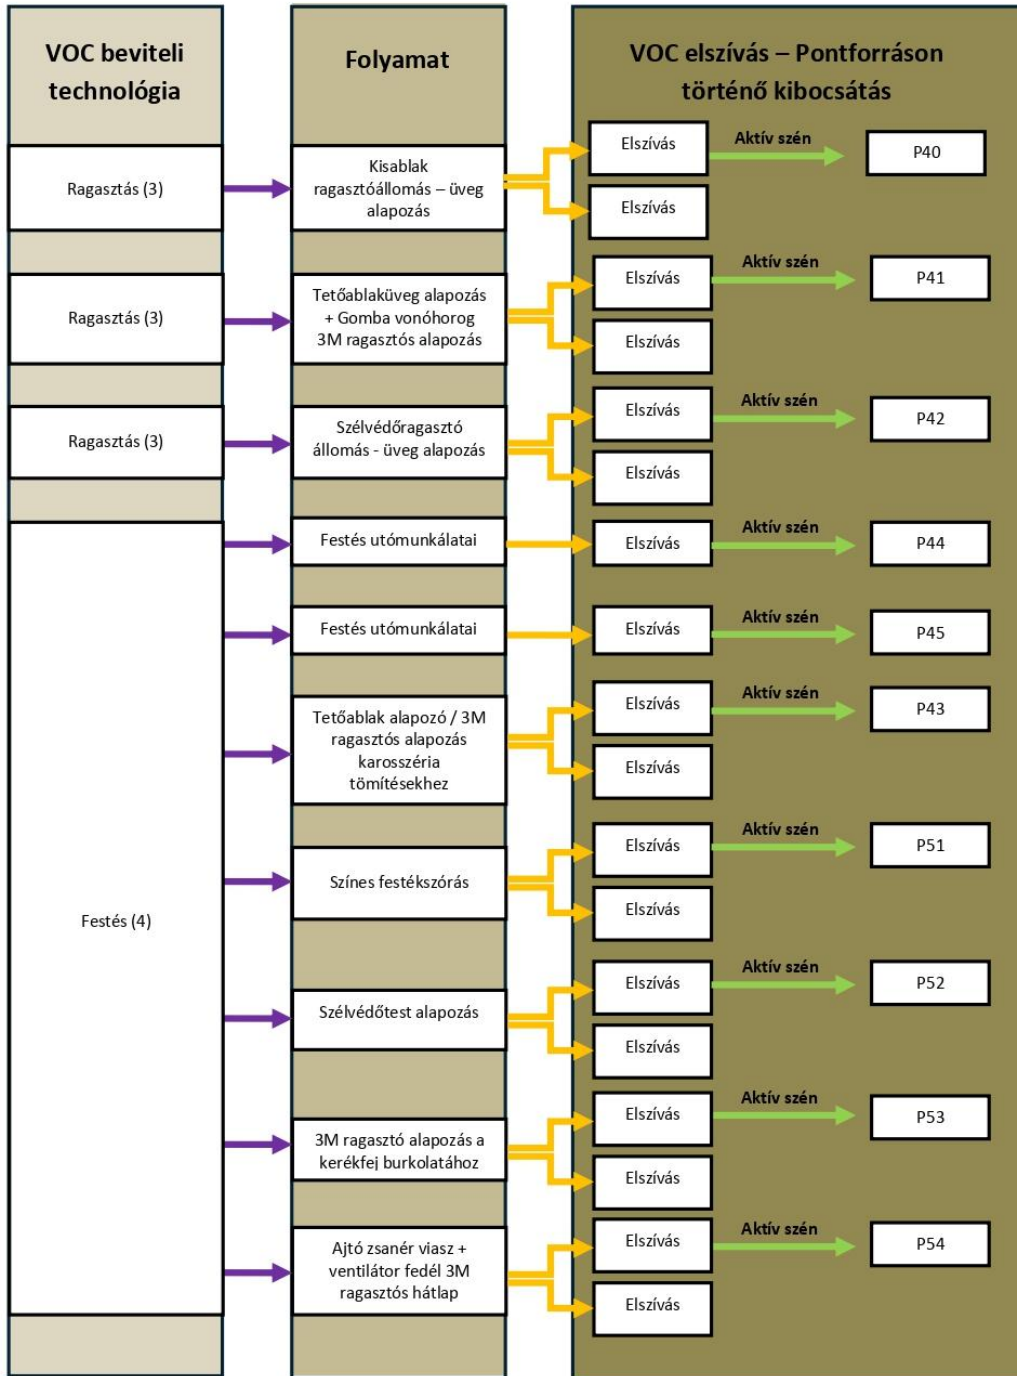 VOC beviteli
technológia
Folyamat
VOC elszívás – Pontforráson
történő kibocsátás
Ragasztás (3)
Kisablak
ragasztóállomás – üveg
alapozás
Elszívás
Aktív szén
P40
Elszívás
Ragasztás (3)
Tetőablaküveg alapozás
+ Gomba vonóhorog
3M ragasztós alapozás
Elszívás
Aktív szén
P41
Elszívás
Ragasztás (3)
Szélvédőragasztó
állomás - üveg alapozás
Elszívás
Aktív szén
P42
Elszívás
Festés (4)
Festés utómunkálatai
Elszívás
Aktív szén
P44
Festés utómunkálatai
Elszívás
Aktív szén
P45
Tetőablak alapozó / 3M
ragasztós alapozás
karosszéria
tömítésekhez
Elszívás
Aktív szén
P43
Elszívás
Színes festékszórás
Elszívás
Aktív szén
P51
Elszívás
Szélvédőtest alapozás
Elszívás
Aktív szén
P52
Elszívás
3M ragasztó alapozás a
kerékfej burkolatához
Elszívás
Aktív szén
P53
Elszívás
Ajtó zsanér viasz +
ventilátor fedél 3M
ragasztós hátlap
Elszívás
Aktív szén
P54
Elszívás